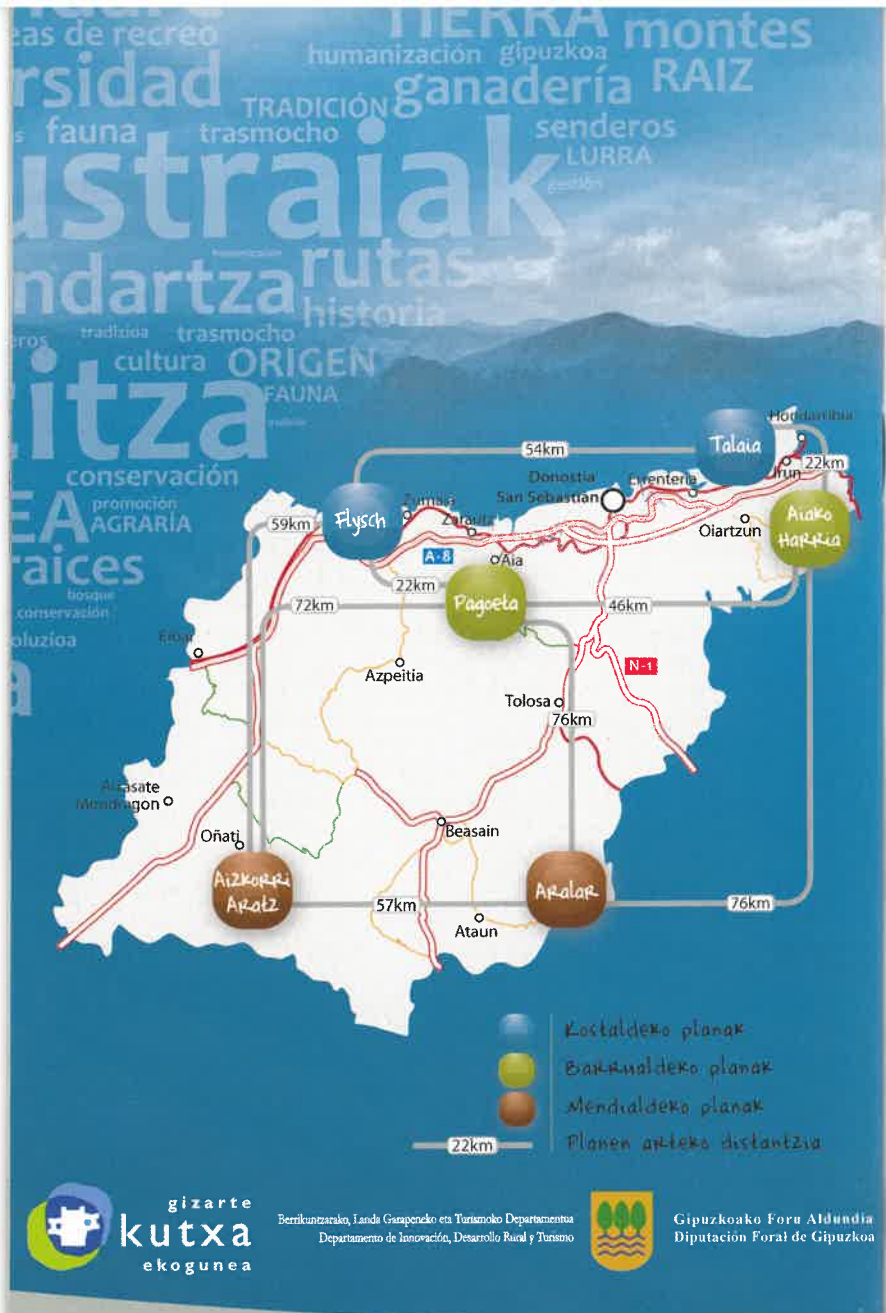 eas de recreo
TIERRA
humanización gipuzkoa montes
rsidad
TRADICIÓN ganadería RAIZ
s fauna trasmocho senderos
LURRA
ustraiak
gestión
ndartza rutas
historia
eros tradizioa trasmocho
cultura ORIGEN
itza
FAUNA
conservación
EA promoción
AGRARÍA
raices
bosque
conservación
oluzioa
a
Hondarribia
Talaia
54km
Irun
22km
Donostia
San Sebastián
Errenteria
Zumaia
Flysch
59km
Zarautz
Oiartzun
Aiako
Harria
A-8
Aia
22km
Pagoeta
72km
46km
Eibar
Azpeitia
N-1
Tolosa
76km
Arrasate
Mondragon
Beasain
Oñati
Aizkorri
Aratz
57km
Aralar
76km
Ataun
Kostaldeko planak
Barrualdeko planak
Mendialdeko planak
22km Planen arteko distantzia
gizarte
kutxa
ekogunea
Berrikuntzarako, Landa Garapeneko eta Turismoko Departamentua
Departamento de Innovación, Desarrollo Rural y Turismo
Gipuzkoako Foru Aldundia
Diputación Foral de Gipuzkoa